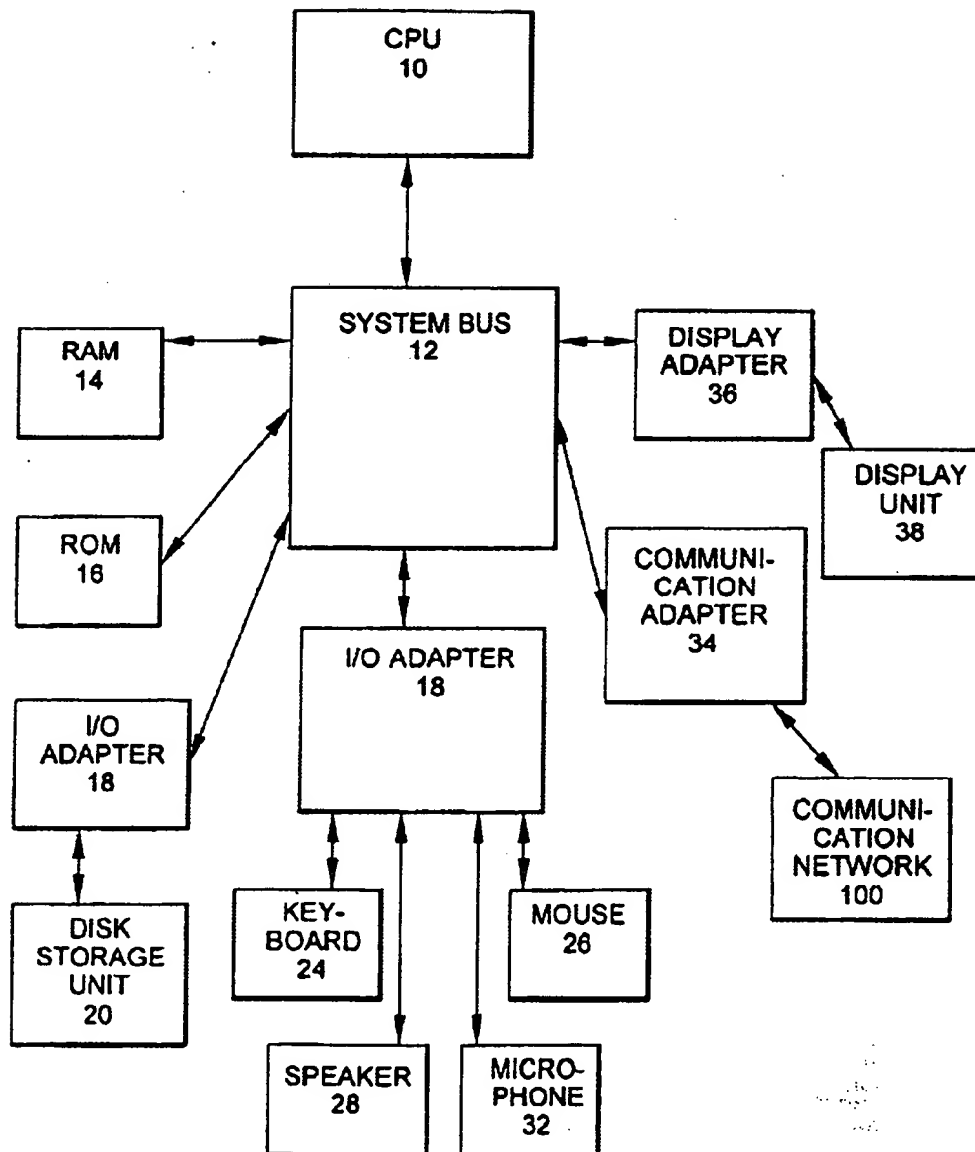 CPU
10
SYSTEM BUS
12
RAM
14
DISPLAY
ADAPTER
36
DISPLAY
UNIT
38
ROM
16
COMMUNI-
CATION
ADAPTER
34
I/O ADAPTER
18
I/O
ADAPTER
18
COMMUNI-
CATION
NETWORK
100
DISK
STORAGE
UNIT
20
KEY-
BOARD
24
MOUSE
26
SPEAKER
28
MICRO-
PHONE
32